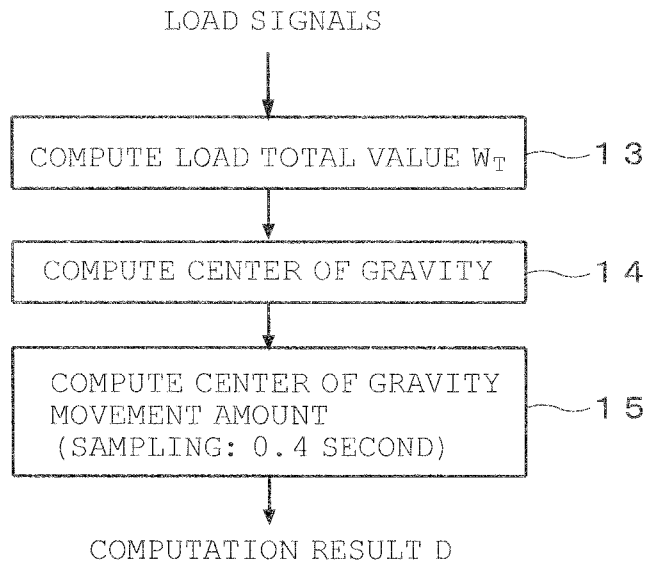 LOAD SIGNALS
COMPUTE LOAD TOTAL VALUE W_T
13
COMPUTE CENTER OF GRAVITY
14
COMPUTE CENTER OF GRAVITY
MOVEMENT AMOUNT
(SAMPLING: 0.4 SECOND)
15
COMPUTATION RESULT D